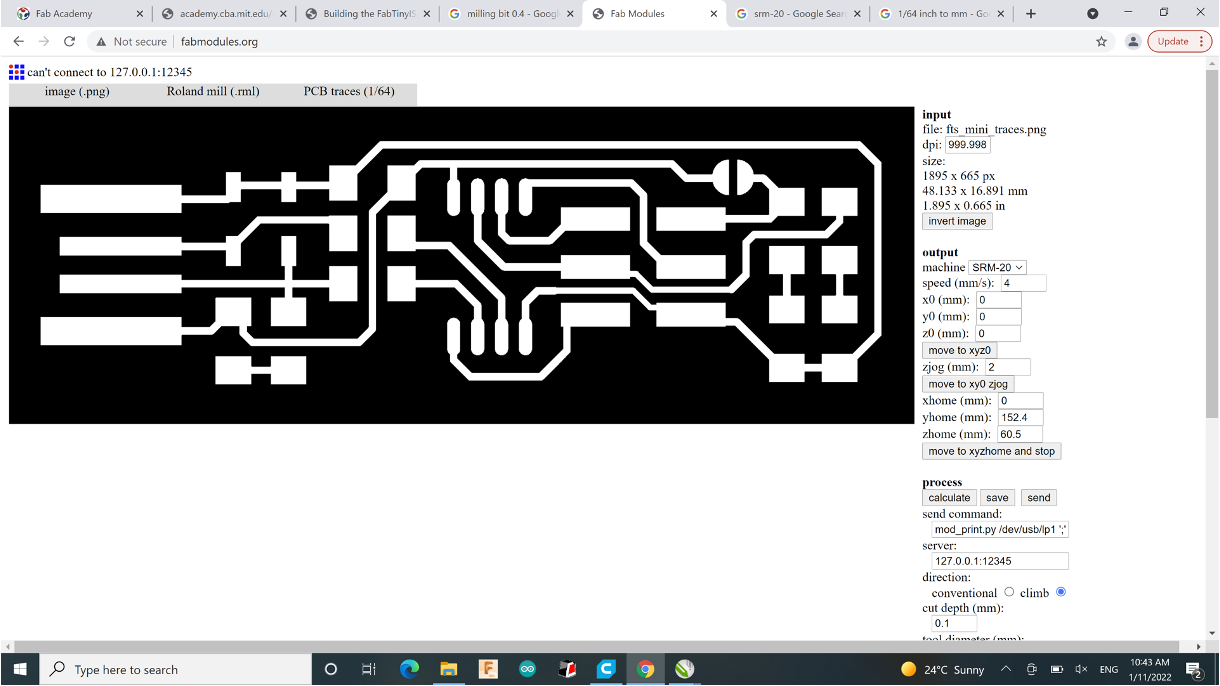 Fab Academy
academy.cba.mit.edu/
Building the FabTinyIS
milling bit 0.4 - Googl
Fab Modules
srm-20 - Google Sear
1/64 inch to mm - Go
Not secure
fabmodules.org
Update
can't connect to 127.0.0.1:12345
image (.png)
Roland mill (.rml)
PCB traces (1/64)
input
file: fts_mini_traces.png
dpi: 999.998
size:
1895 x 665 px
48.133 x 16.891 mm
1.895 x 0.665 in
invert image
output
machine SRM-20
speed (mm/s): 4
x0 (mm): 0
y0 (mm): 0
z0 (mm): 0
move to xyz0
zjog (mm): 2
move to xy0 zjog
xhome (mm): 0
yhome (mm): 152.4
zhome (mm): 60.5
move to xyzhome and stop
process
calculate save send
send command:
mod_print.py /dev/usb/lp1 ';'
server:
127.0.0.1:12345
direction:
conventional climb
cut depth (mm):
0.1
tool diameter (mm):
Type here to search
24°C Sunny
ENG
10:43 AM
1/11/2022
2